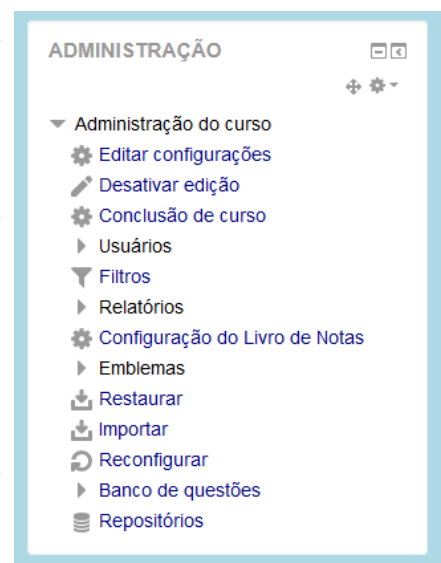 ADMINISTRAÇÃO
Administração do curso
Editar configurações
Desativar edição
Conclusão de curso
Usuários
Filtros
Relatórios
Configuração do Livro de Notas
Emblemas
Restaurar
Importar
Reconfigurar
Banco de questões
Repositórios